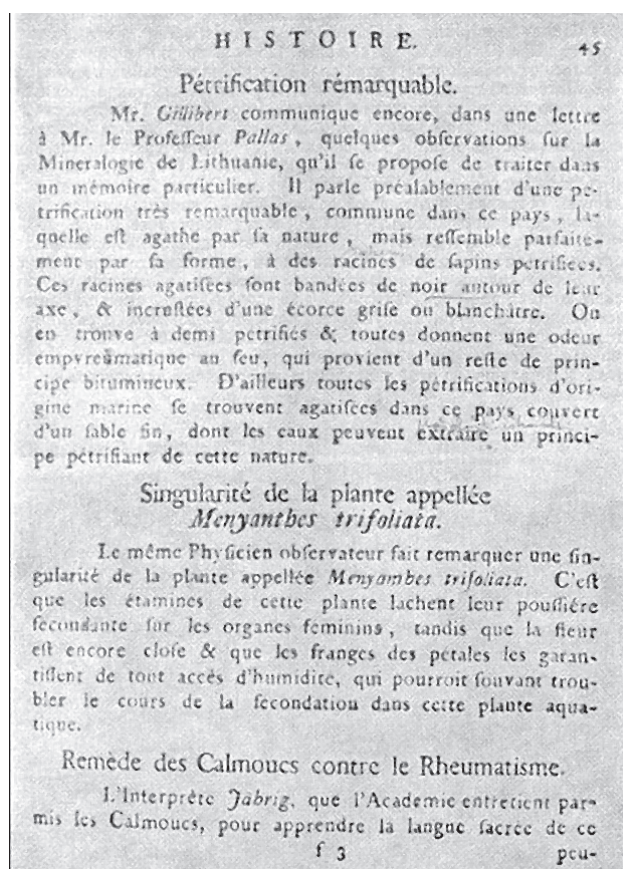 HISTOIRE. 45
Pétrification rémarquable.
Mr. Gillibert communique encore, dans une lettre
à Mr. le Profeſſeur Pallas, quelques obſervations ſur la
Mineralogie de Lithuanie, qu'il ſe propoſe de traiter dans
un mémoire particulier. Il parle préalablement d'une pe-
trification très remarquable, commune dans ce pays, la-
quelle eſt agathe par ſa nature, mais reſſemble parfaite-
ment par ſa forme, à des racines de ſapins petrifiées.
Ces racines agatiſées ſont bandées de noir autour de leur
axe, & incruſtées d'une écorce griſe ou blanchâtre. On
en trouve à demi petrifiés & toutes donnent une odeur
empyreumatique au feu, qui provient d'un reſte de prin-
cipe bitumineux. D'ailleurs toutes les pétrifications d'ori-
gine marine ſe trouvent agatiſées dans ce pays couvert
d'un ſable fin, dont les eaux peuvent extraire un princi-
pe pétrifiant de cette nature.
Singularité de la plante appellée
Menyanthes trifoliata.
Le même Phyſicien obſervateur fait remarquer une ſin-
gularité de la plante appellée Menyanthes trifoliata. C'eſt
que les étamines de cette plante lachent leur pouſſiére
fecondante ſur les organes feminins, tandis que la fleur
eſt encore cloſe & que les franges des petales les garan-
tiſſent de tout accès d'humidité, qui pourroit ſouvant trou-
bler le cours de la fecondation dans cette plante aqua-
tique.
Remède des Calmoucs contre le Rheumatisme.
L'Interprête Jährig, que l'Academie entretient par-
mis les Calmoucs, pour apprendre la langue ſacrée de ce
f 3 peu-